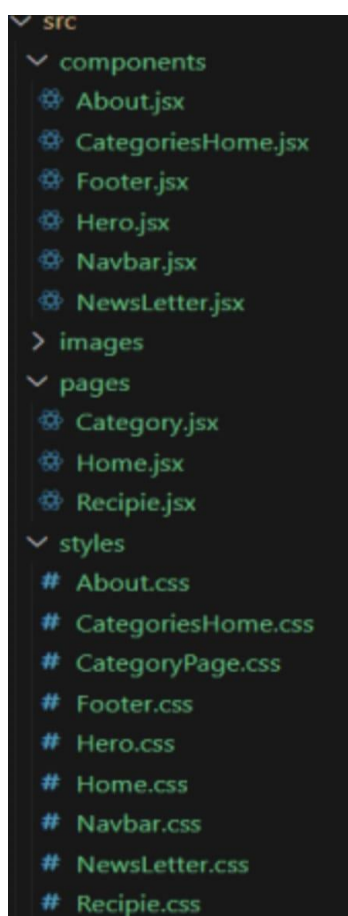 src
components
About.jsx
CategoriesHome.jsx
Footer.jsx
Hero.jsx
Navbar.jsx
NewsLetter.jsx
images
pages
Category.jsx
Home.jsx
Recipie.jsx
styles
# About.css
# CategoriesHome.css
# CategoryPage.css
# Footer.css
# Hero.css
# Home.css
# Navbar.css
# NewsLetter.css
# Recipie.css